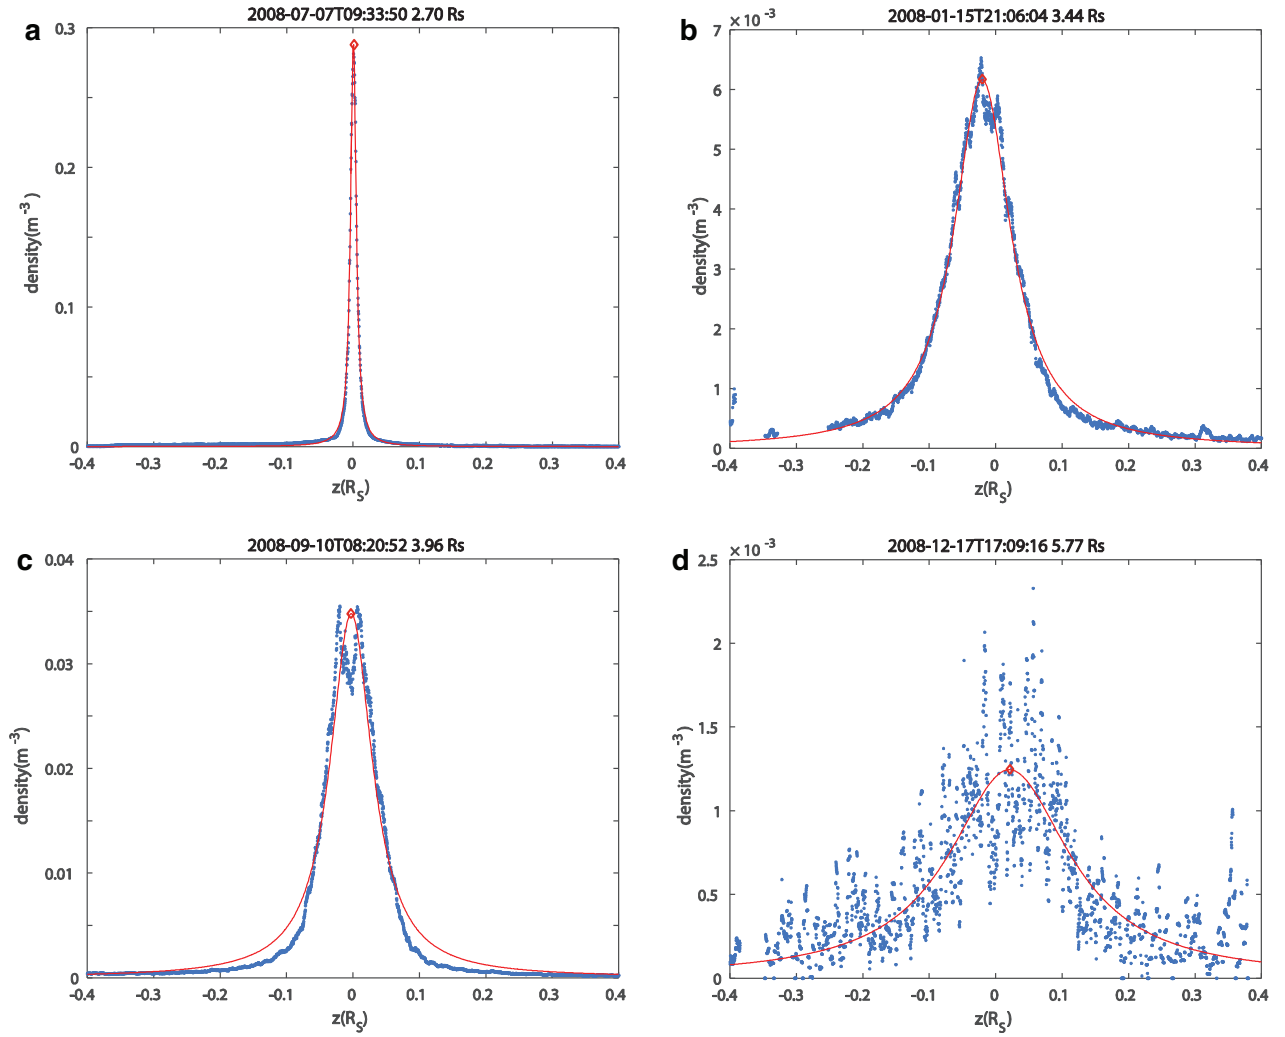 a
2008-07-07T09:33:50 2.70 Rs
0.3
0.2
0.1
0
density(m⁻³)
-0.4 -0.3 -0.2 -0.1 0 0.1 0.2 0.3 0.4
z(R_S)
b
×10⁻³
2008-01-15T21:06:04 3.44 Rs
7
6
5
4
3
2
1
0
density(m⁻³)
-0.4 -0.3 -0.2 -0.1 0 0.1 0.2 0.3 0.4
z(R_S)
c
2008-09-10T08:20:52 3.96 Rs
0.04
0.03
0.02
0.01
0
density(m⁻³)
-0.4 -0.3 -0.2 -0.1 0 0.1 0.2 0.3 0.4
z(R_S)
d
×10⁻³
2008-12-17T17:09:16 5.77 Rs
2.5
2
1.5
1
0.5
0
density(m⁻³)
-0.4 -0.3 -0.2 -0.1 0 0.1 0.2 0.3 0.4
z(R_S)